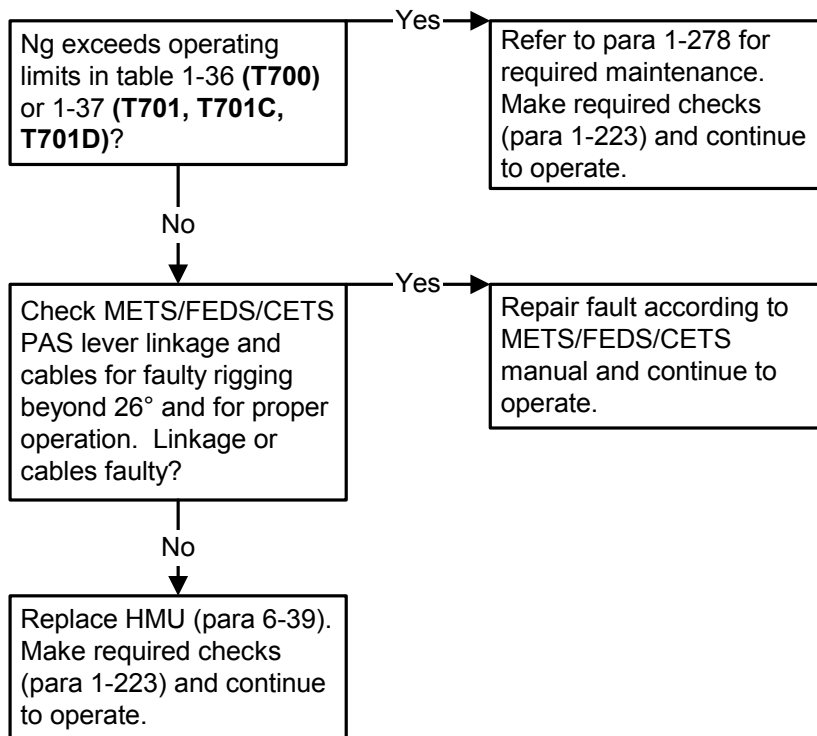 Ng exceeds operating
limits in table 1-36 (T700)
or 1-37 (T701, T701C,
T701D)?
Yes
Refer to para 1-278 for
required maintenance.
Make required checks
(para 1-223) and continue
to operate.
No
Check METS/FEDS/CETS
PAS lever linkage and
cables for faulty rigging
beyond 26° and for proper
operation.  Linkage or
cables faulty?
Yes
Repair fault according to
METS/FEDS/CETS
manual and continue to
operate.
No
Replace HMU (para 6-39).
Make required checks
(para 1-223) and continue
to operate.